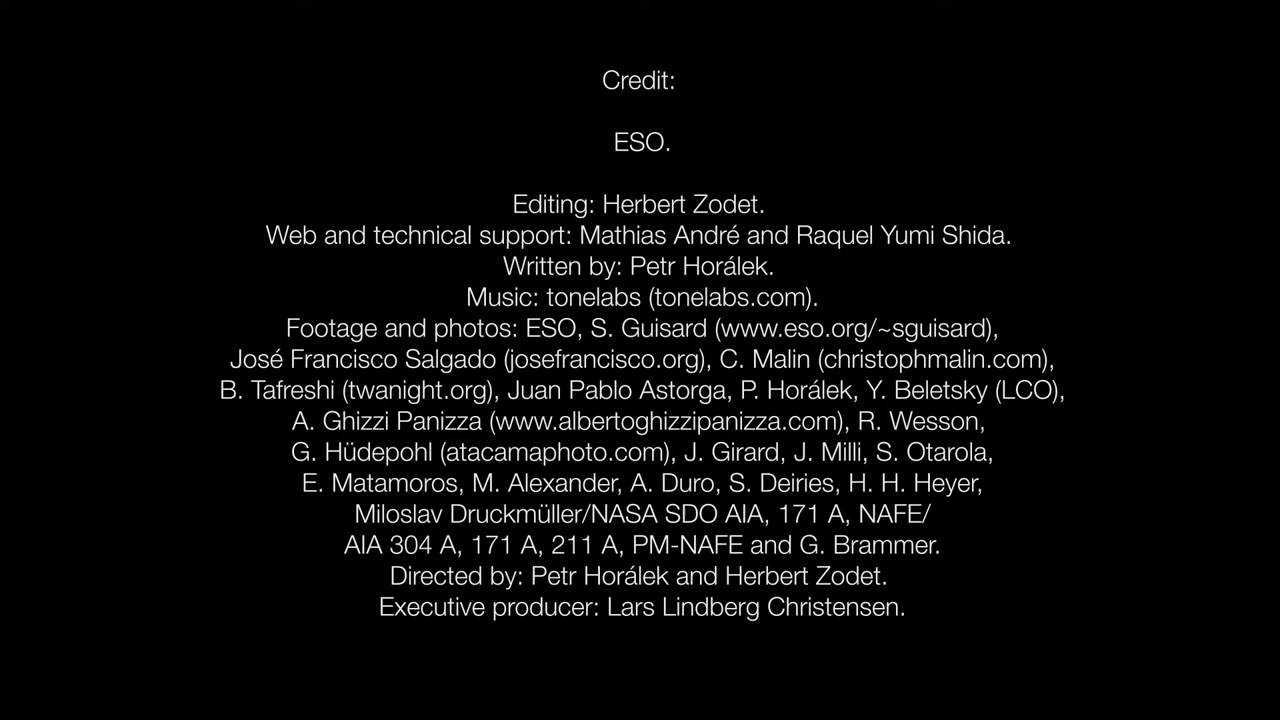 Credit:
ESO.
Editing: Herbert Zodet.
Web and technical support: Mathias André and Raquel Yumi Shida.
Written by: Petr Horálek.
Music: tonelabs (tonelabs.com).
Footage and photos: ESO, S. Guisard (www.eso.org/~sguisard),
José Francisco Salgado (josefrancisco.org), C. Malin (christophmalin.com),
B. Tafreshi (twanight.org), Juan Pablo Astorga, P. Horálek, Y. Beletsky (LCO),
A. Ghizzi Panizza (www.albertoghizzipanizza.com), R. Wesson,
G. Hüdepohl (atacamaphoto.com), J. Girard, J. Milli, S. Otarola,
E. Matamoros, M. Alexander, A. Duro, S. Deiries, H. H. Heyer,
Miloslav Druckmüller/NASA SDO AIA, 171 A, NAFE/
AIA 304 A, 171 A, 211 A, PM-NAFE and G. Brammer.
Directed by: Petr Horálek and Herbert Zodet.
Executive producer: Lars Lindberg Christensen.